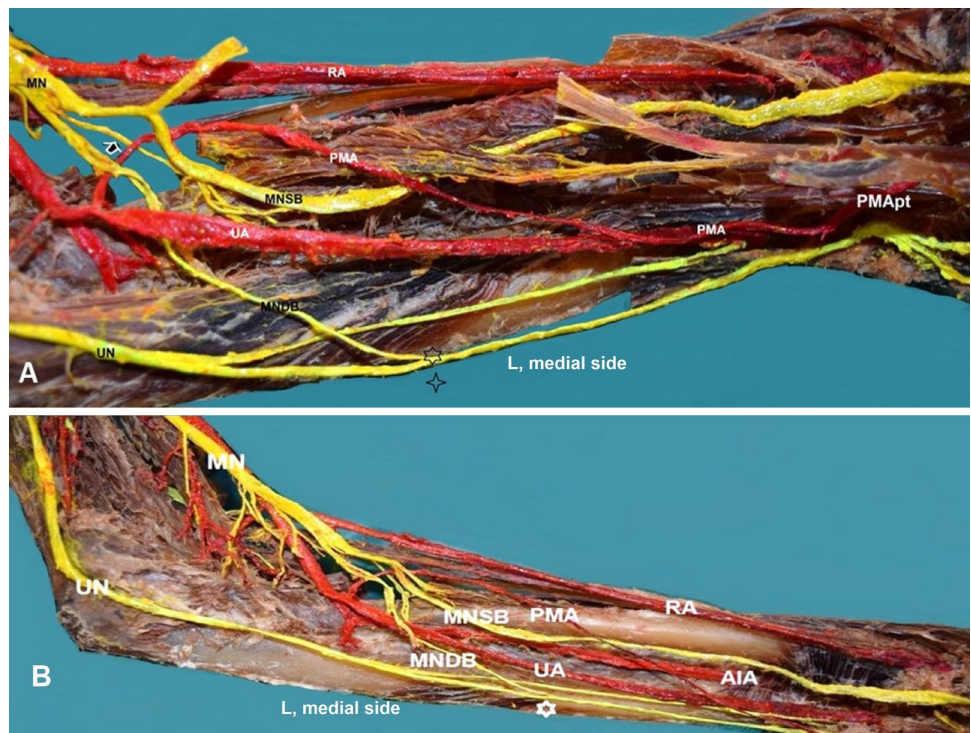 MN
RA
PMA
MNSB
PMApt
UA
PMA
MNDB
UN
L, medial side
A
MN
UN
MNSB
PMA
RA
MNDB
UA
AIA
B
L, medial side